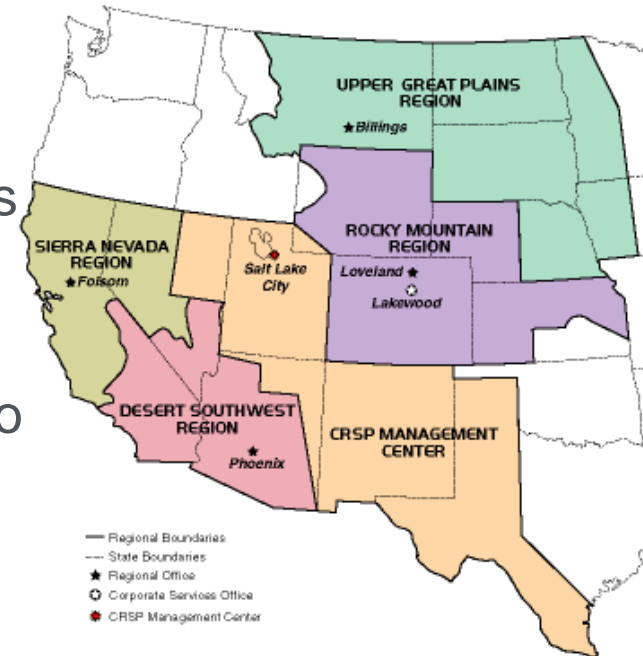 UPPER GREAT PLAINS
REGION
Billings
s
ROCKY MOUNTAIN
REGION
SIERRA NEVADA
REGION
Folsom
Salt Lake
City
Loveland
Lakewood
o
DESERT SOUTHWEST
REGION
Phoenix
CRSP MANAGEMENT
CENTER
Regional Boundaries
State Boundaries
Regional Office
Corporate Services Office
CRSP Management Center